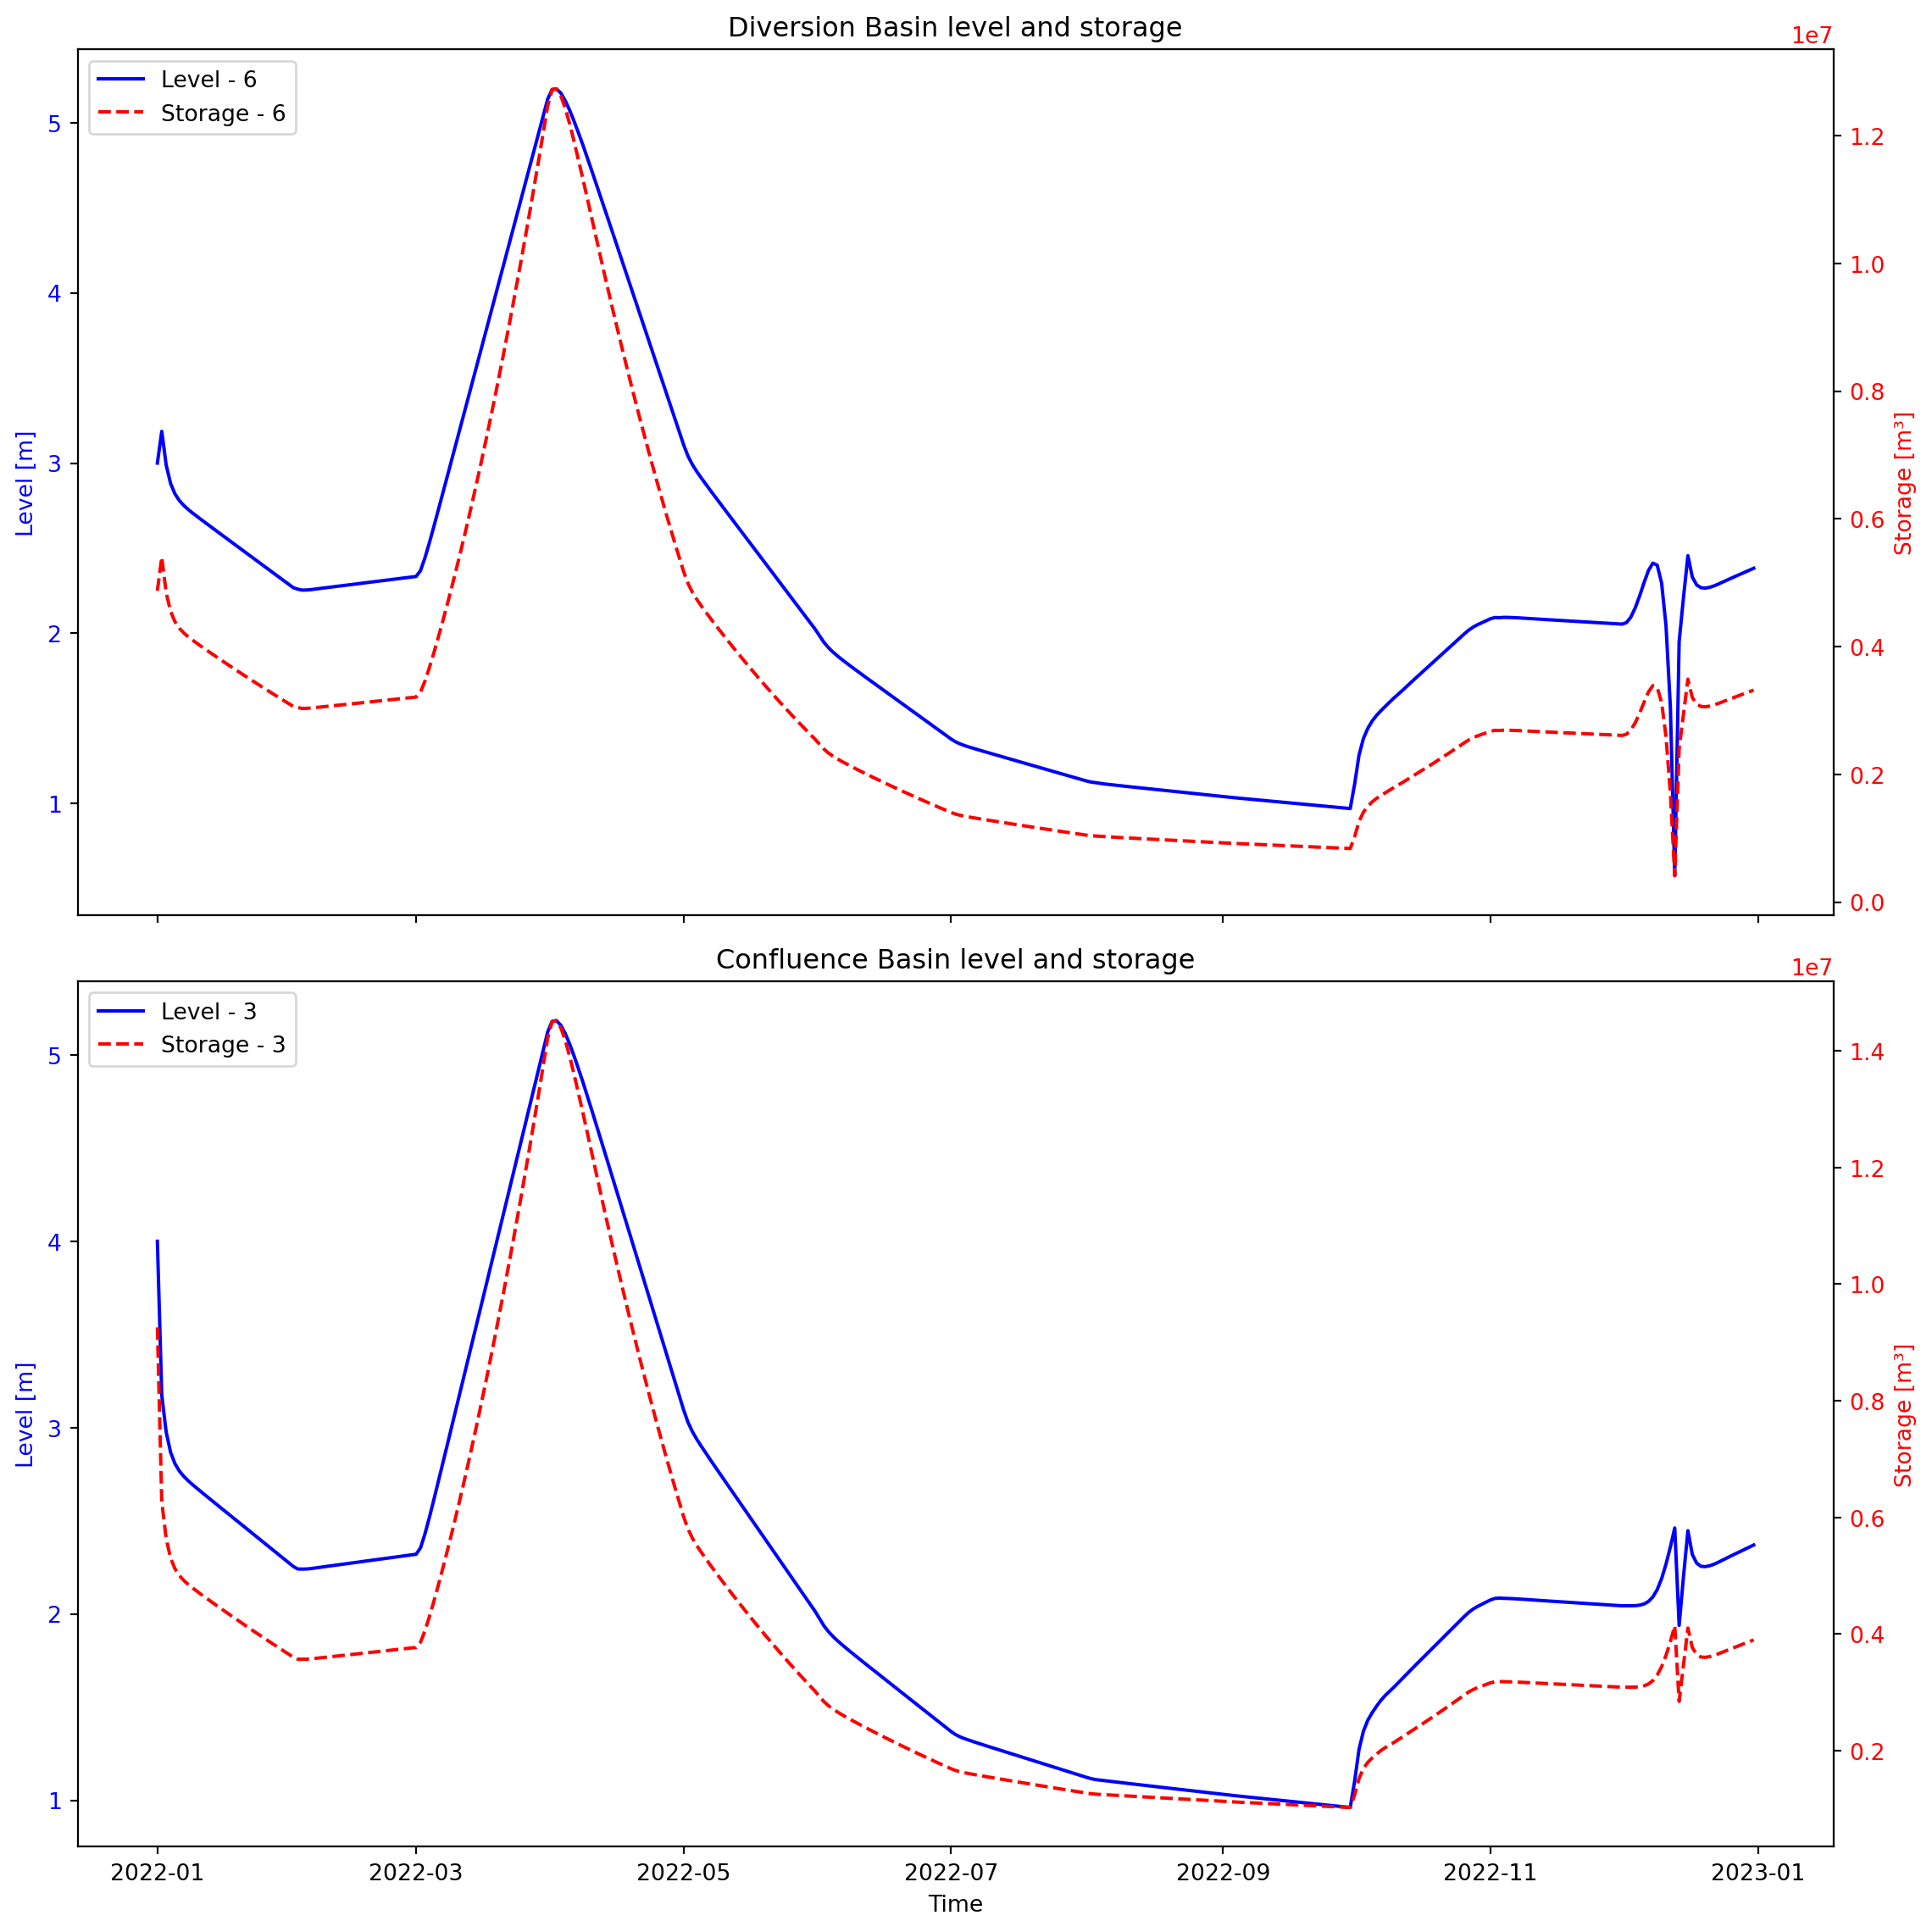 Diversion Basin level and storage
1e7
Level - 6
Storage - 6
5
4
3
2
1
Level [m]
1.2
1.0
0.8
0.6
0.4
0.2
0.0
Storage [m³]
Confluence Basin level and storage
1e7
Level - 3
Storage - 3
5
4
3
2
1
Level [m]
1.4
1.2
1.0
0.8
0.6
0.4
0.2
Storage [m³]
2022-01 2022-03 2022-05 2022-07 2022-09 2022-11 2023-01
Time